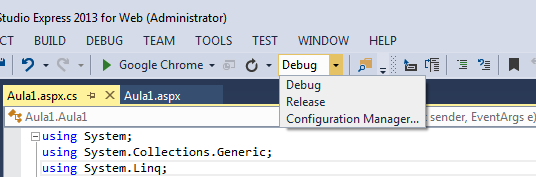 Studio Express 2013 for Web (Administrator)
CT BUILD DEBUG TEAM TOOLS TEST WINDOW HELP
Google Chrome Debug
Debug
Release
Configuration Manager...
Aula1.aspx.cs Aula1.aspx
Aula1.Aula1 sender, EventArgs e)
using System;
using System.Collections.Generic;
using System.Linq;